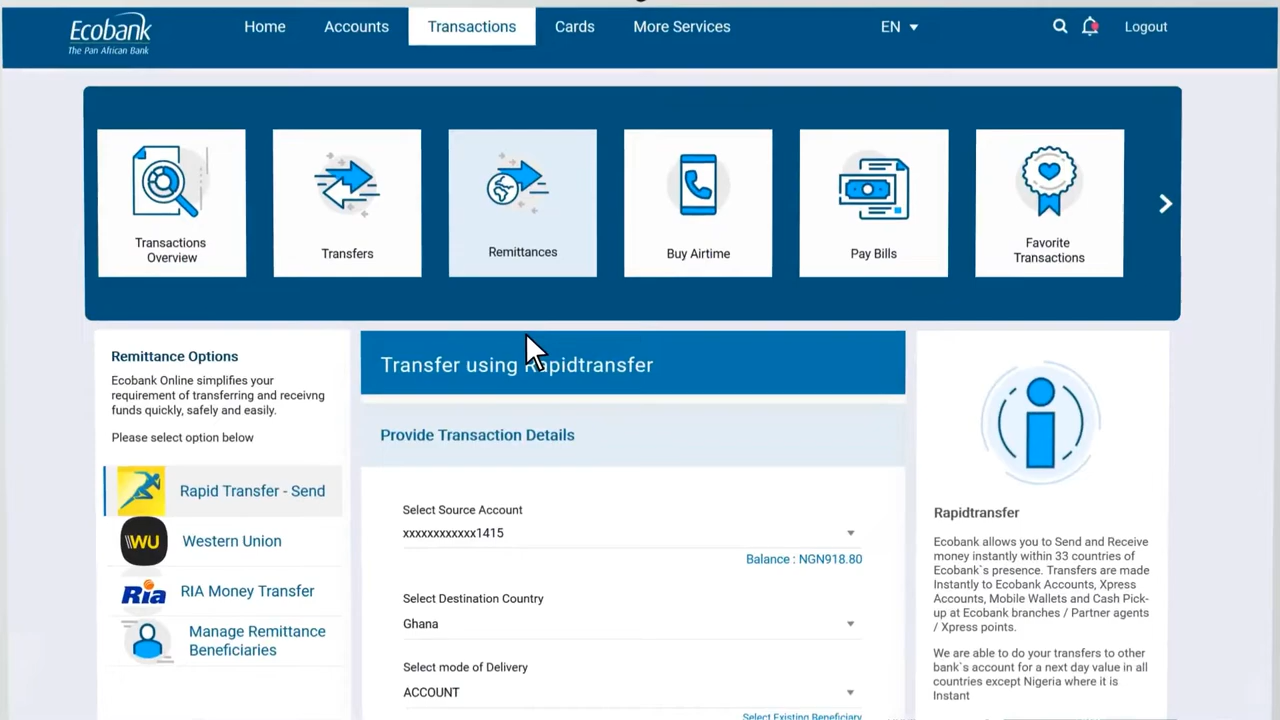 Ecobank
The Pan African Bank
Home
Accounts
Transactions
Cards
More Services
EN
Logout
Transactions
Overview
Transfers
Remittances
Buy Airtime
Pay Bills
Favorite
Transactions
Remittance Options
Ecobank Online simplifies your
requirement of transferring and receivng
funds quickly, safely and easily.
Please select option below
Rapid Transfer - Send
WU
Western Union
Ria
RIA Money Transfer
Manage Remittance
Beneficiaries
Transfer using Rapidtransfer
Provide Transaction Details
Select Source Account
xxxxxxxxxxxx1415
Balance : NGN918.80
Select Destination Country
Ghana
Select mode of Delivery
ACCOUNT
Select Existing Beneficiary
Rapidtransfer
Ecobank allows you to Send and Receive
money instantly within 33 countries of
Ecobank`s presence. Transfers are made
Instantly to Ecobank Accounts, Xpress
Accounts, Mobile Wallets and Cash Pick-
up at Ecobank branches / Partner agents
/ Xpress points.
We are able to do your transfers to other
bank`s account for a next day value in all
countries except Nigeria where it is
Instant